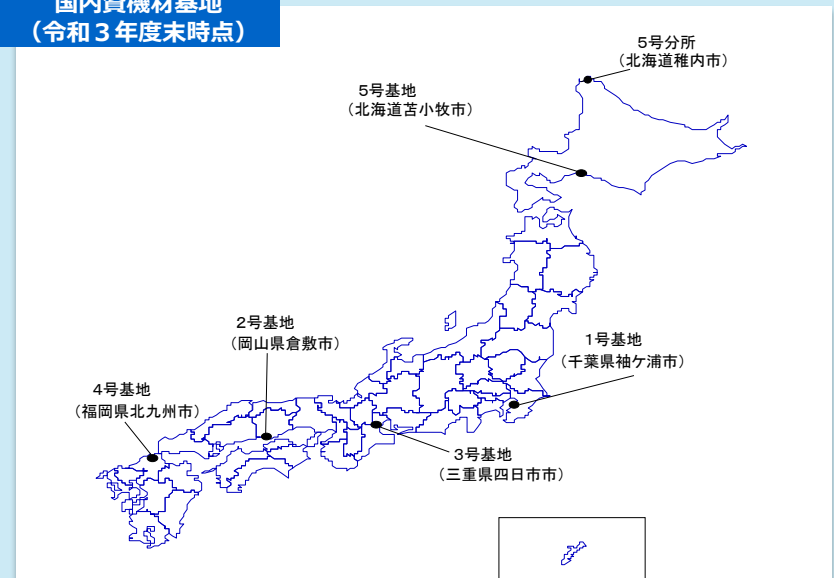 国内資機材基地
（令和３年度末時点）
５号分所
（北海道稚内市）
５号基地
（北海道苫小牧市）
２号基地
（岡山県倉敷市）
１号基地
（千葉県袖ケ浦市）
４号基地
（福岡県北九州市）
３号基地
（三重県四日市市）